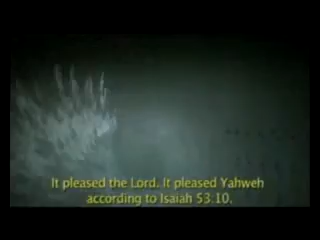 It pleased the Lord. It pleased Yahweh
according to Isaiah 53:10.